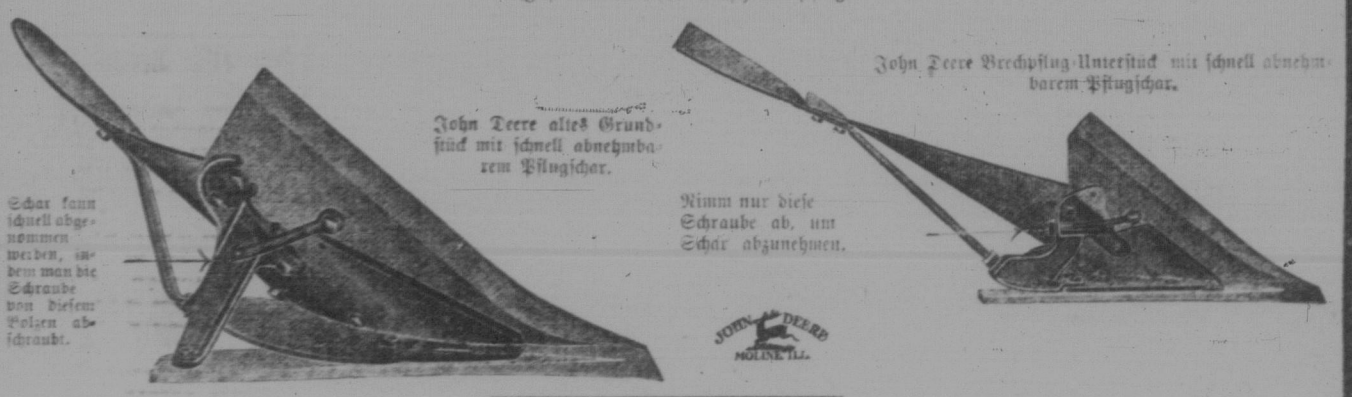 Schar kann
schnell abge-
nommen
werden, in-
dem man die
Schraube
von diesem
Bolzen ab-
schraubt.
John Deere altes Grund-
stück mit schnell abnehmba-
rem Pflugschar.
Nimm nur diese
Schraube ab, um
Schar abzunehmen.
John Deere Brechpflug-Unterstück mit schnell abnehm-
barem Pflugschar.
JOHN DEERE
MOLINE ILL.